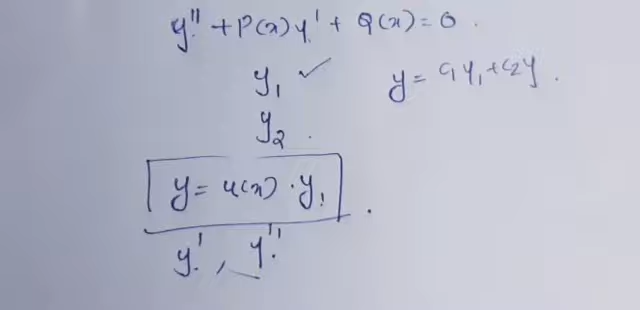 y'' + P(x)y' + Q(x) = 0.
y₁ ✓
y = c₁y₁ + c₂y.
y₂.
y = u(x) · y₁.
y', y''